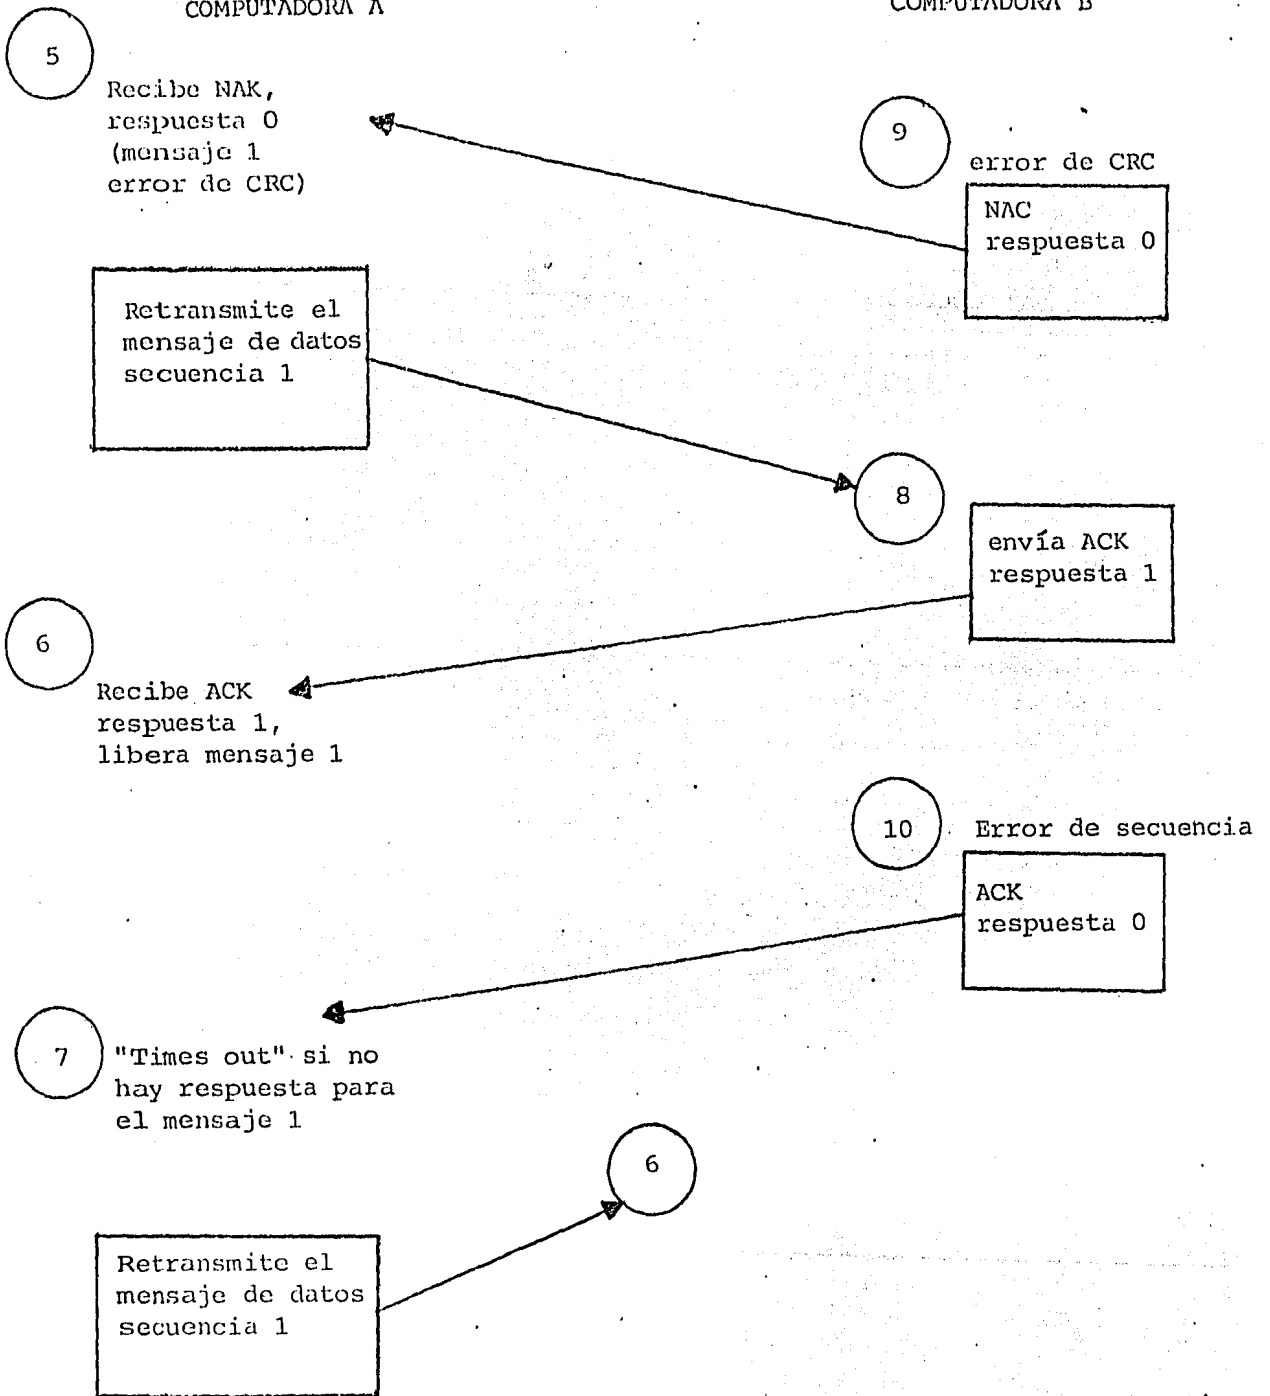 COMPUTADORA A
COMPUTADORA B
5
Recibe NAK,
respuesta 0
(mensaje 1
error de CRC)
9
error de CRC
NAC
respuesta 0
Retransmite el
mensaje de datos
secuencia 1
8
envía ACK
respuesta 1
6
Recibe ACK
respuesta 1,
libera mensaje 1
10
Error de secuencia
ACK
respuesta 0
7
"Times out" si no
hay respuesta para
el mensaje 1
6
Retransmite el
mensaje de datos
secuencia 1